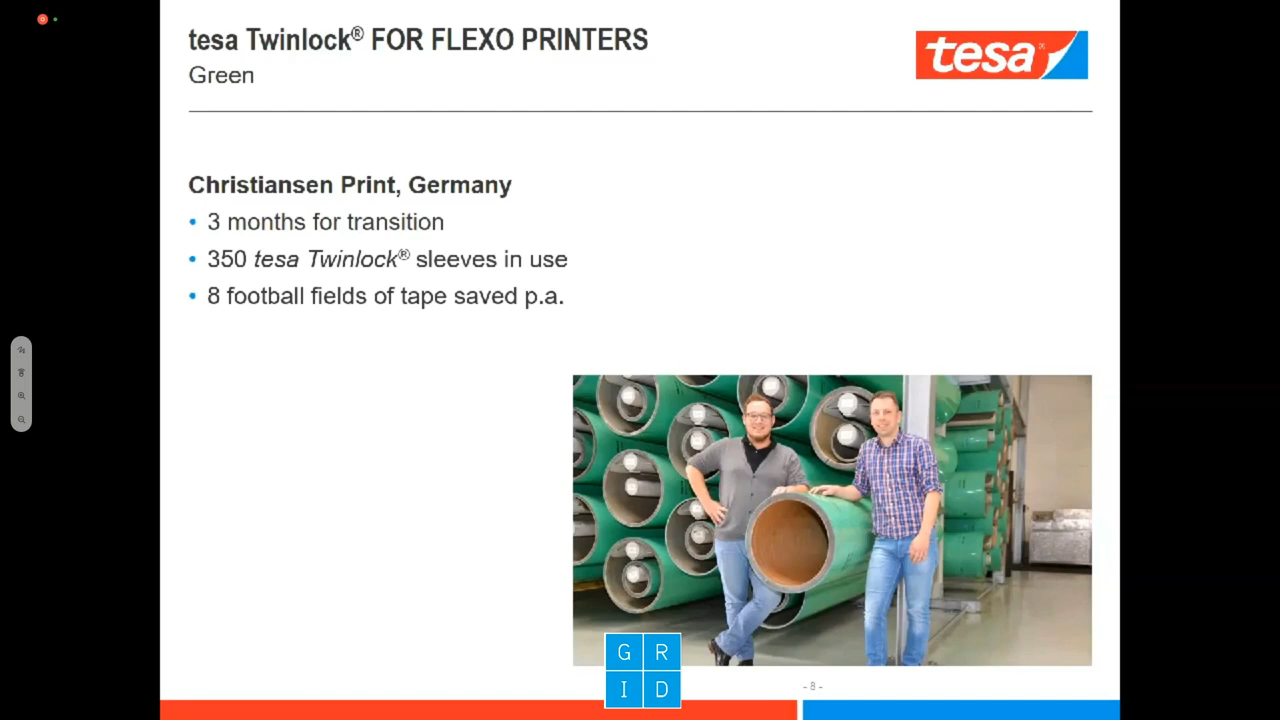 tesa Twinlock® FOR FLEXO PRINTERS
Green
tesa®
Christiansen Print, Germany
• 3 months for transition
• 350 tesa Twinlock® sleeves in use
• 8 football fields of tape saved p.a.
G R
I D
- 8 -